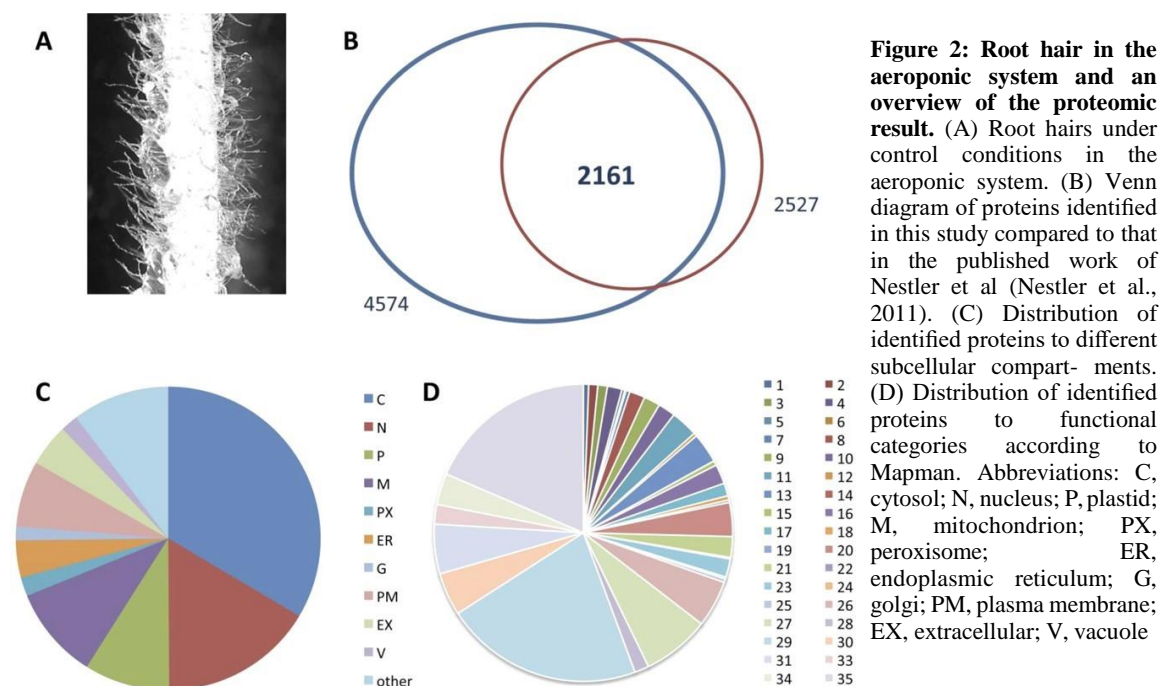 A
B
2161
2527
4574
Figure 2: Root hair in the
aeroponic system and an
overview of the proteomic
result. (A) Root hairs under
control conditions in the
aeroponic system. (B) Venn
diagram of proteins identified
in this study compared to that
in the published work of
Nestler et al (Nestler et al.,
2011). (C) Distribution of
identified proteins to different
subcellular compart- ments.
(D) Distribution of identified
proteins to functional
categories according to
Mapman. Abbreviations: C,
cytosol; N, nucleus; P, plastid;
M, mitochondrion; PX,
peroxisome; ER,
endoplasmic reticulum; G,
golgi; PM, plasma membrane;
EX, extracellular; V, vacuole
C
C
N
P
M
PX
ER
G
PM
EX
V
other
D
1 2
3 4
5 6
7 8
9 10
11 12
13 14
15 16
17 18
19 20
21 22
23 24
25 26
27 28
29 30
31 33
34 35